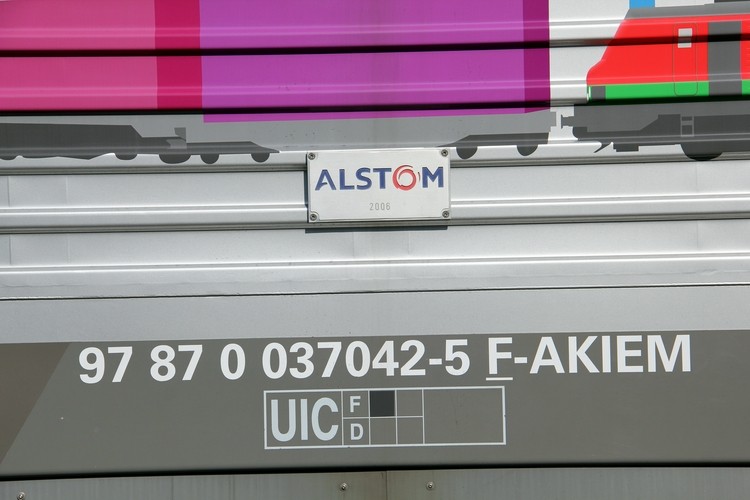 ALSTOM
2006
97 87 0 037042-5 F-AKIEM
UIC F
D